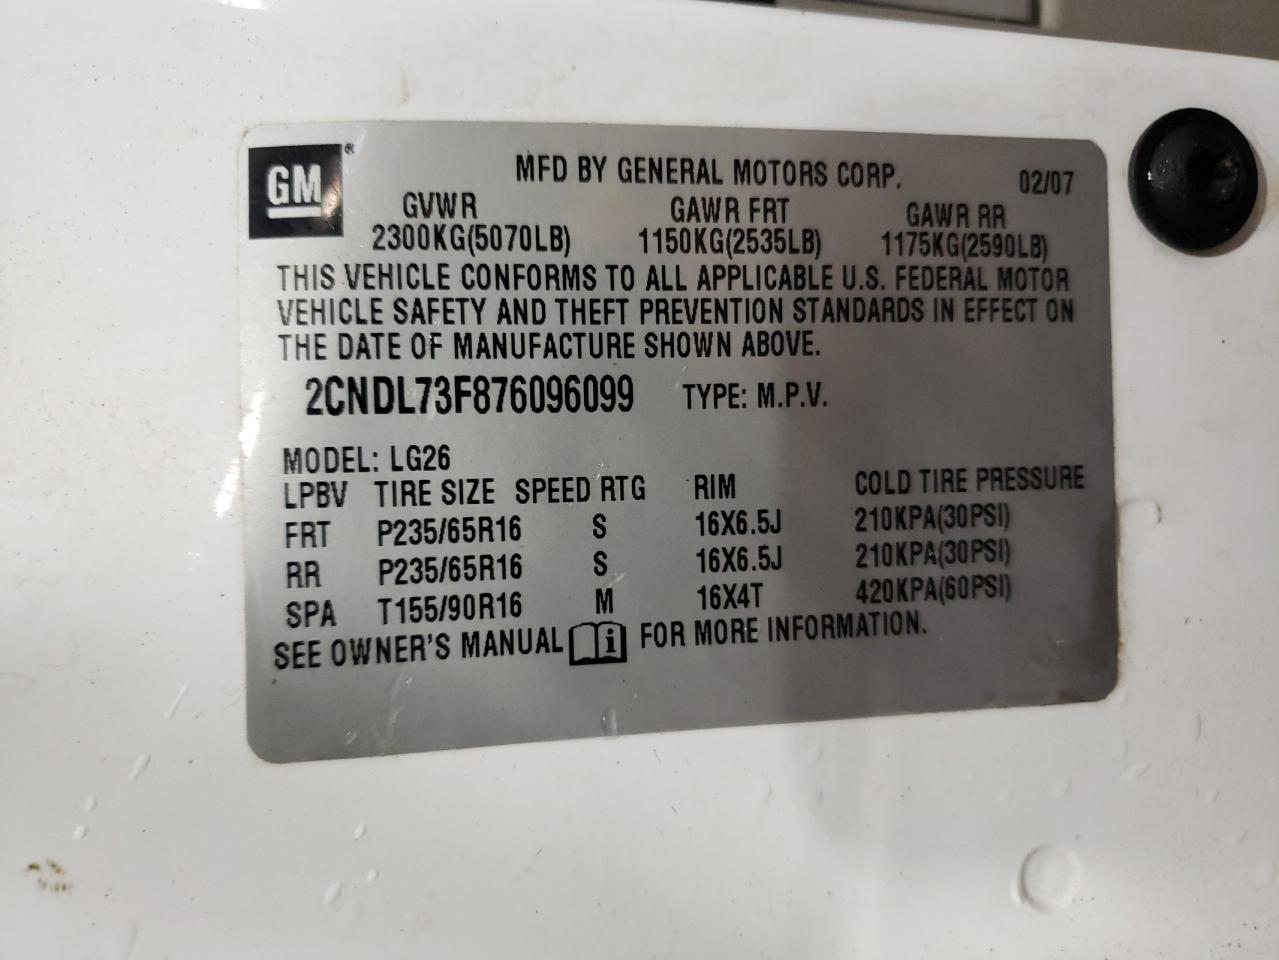 GM®
MFD BY GENERAL MOTORS CORP. 02/07
GVWR GAWR FRT GAWR RR
2300KG(5070LB) 1150KG(2535LB) 1175KG(2590LB)
THIS VEHICLE CONFORMS TO ALL APPLICABLE U.S. FEDERAL MOTOR
VEHICLE SAFETY AND THEFT PREVENTION STANDARDS IN EFFECT ON
THE DATE OF MANUFACTURE SHOWN ABOVE.
2CNDL73F876096099 TYPE: M.P.V.
MODEL: LG26
LPBV TIRE SIZE SPEED RTG RIM COLD TIRE PRESSURE
FRT P235/65R16 S 16X6.5J 210KPA(30PSI)
RR P235/65R16 S 16X6.5J 210KPA(30PSI)
SPA T155/90R16 M 16X4T 420KPA(60PSI)
SEE OWNER'S MANUAL i FOR MORE INFORMATION.